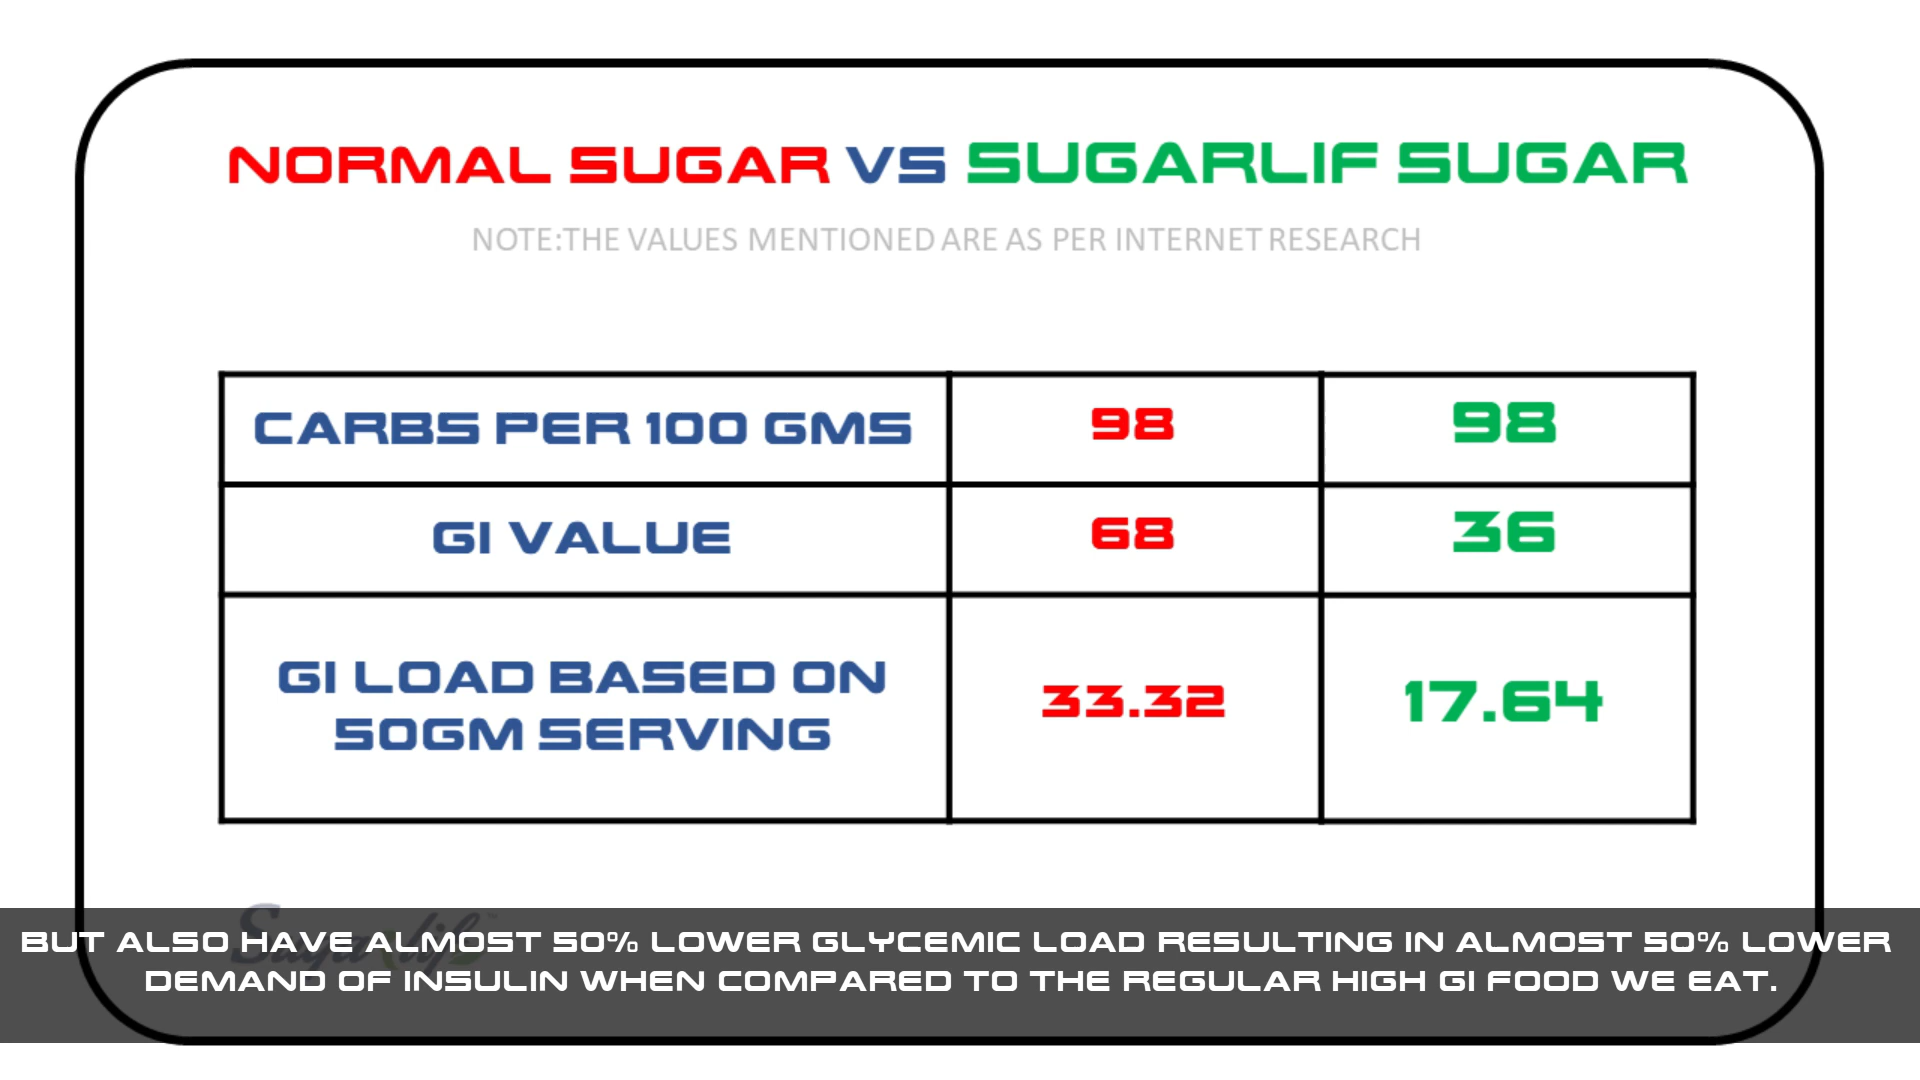 NORMAL SUGAR VS SUGARLIF SUGAR
NOTE:THE VALUES MENTIONED ARE AS PER INTERNET RESEARCH
CARBS PER 100 GMS 98 98
GI VALUE 68 36
GI LOAD BASED ON
50GM SERVING 33.32 17.64
Sugarlif™
BUT ALSO HAVE ALMOST 50% LOWER GLYCEMIC LOAD RESULTING IN ALMOST 50% LOWER
DEMAND OF INSULIN WHEN COMPARED TO THE REGULAR HIGH GI FOOD WE EAT.